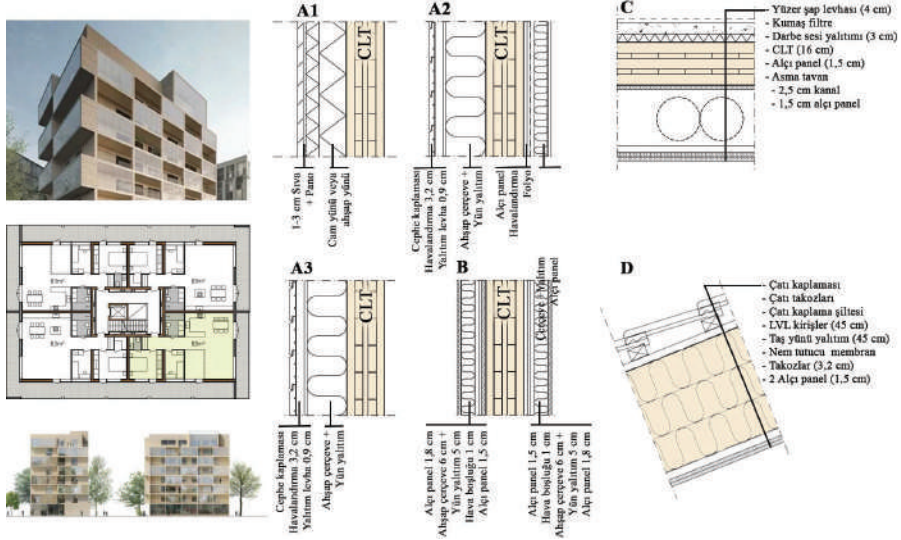 A1
CLT
1-3 cm Sıva
+ Pano
Cam yünü veya
ahşap yünü
A2
CLT
Cephe kaplaması
Havalandırma 3,2 cm
Yalıtım levha 0,9 cm
Ahşap çerçeve +
Yün yalıtım
Alçı panel
Havalandırma
Folyo
C
- Yüzer şap levhası (4 cm)
- Kumaş filtre
- Darbe sesi yalıtımı (3 cm)
- CLT (16 cm)
- Alçı panel (1,5 cm)
- Asma tavan
- 2,5 cm kanal
- 1,5 cm alçı panel
A3
CLT
Cephe kaplaması
Havalandırma 3,2 cm
Yalıtım levha 0,9 cm
Ahşap çerçeve +
Yün yalıtım
B
CLT
Çerçeve + Yalıtım
Alçı panel
Alçı panel 1,8 cm
Ahşap çerçeve 6 cm +
Yün yalıtım 5 cm
Hava boşluğu 1 cm
Alçı panel 1,5 cm
Alçı panel 1,5 cm
Hava boşluğu 1 cm
Ahşap çerçeve 6 cm +
Yün yalıtım 5 cm
Alçı panel 1,8 cm
D
- Çatı kaplaması
- Çatı takozları
- Çatı kaplama şiltesi
- LVL kirişler (45 cm)
- Taş yünü yalıtım (45 cm)
- Nem tutucu membran
- Takozlar (3,2 cm)
- 2 Alçı panel (1,5 cm)